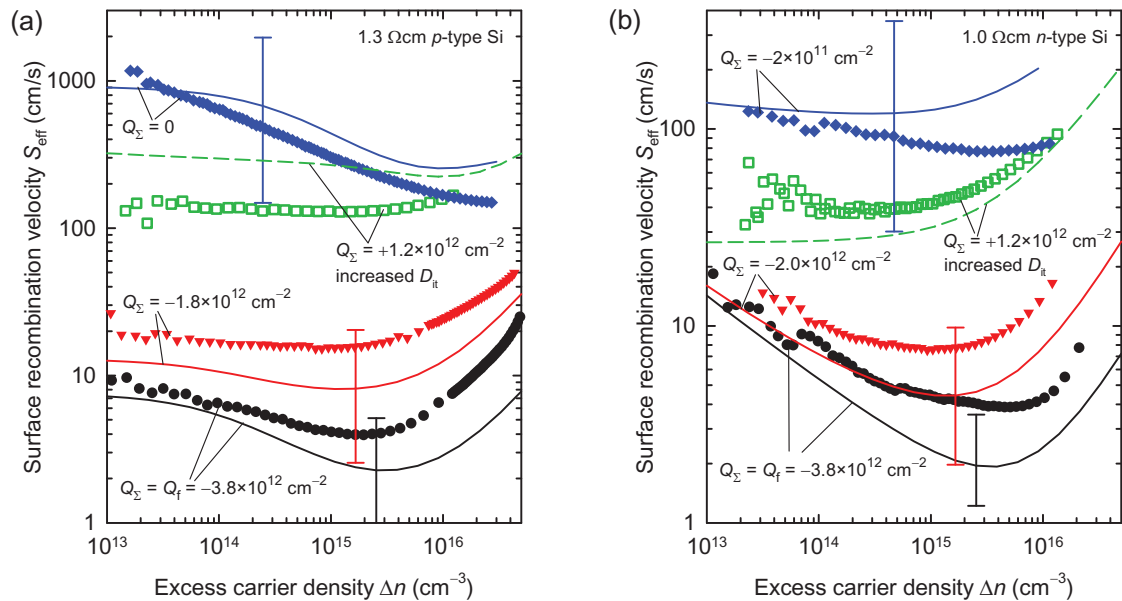 (a)
1.3 Ωcm p-type Si
Surface recombination velocity S_eff (cm/s)
1000
100
10
1
Q_Σ = 0
Q_Σ = +1.2×10^12 cm^−2
increased D_it
Q_Σ = −1.8×10^12 cm^−2
Q_Σ = Q_f = −3.8×10^12 cm^−2
10^13
10^14
10^15
10^16
Excess carrier density Δn (cm^−3)
(b)
1.0 Ωcm n-type Si
Surface recombination velocity S_eff (cm/s)
100
10
1
Q_Σ = −2×10^11 cm^−2
Q_Σ = +1.2×10^12 cm^−2
increased D_it
Q_Σ = −2.0×10^12 cm^−2
Q_Σ = Q_f = −3.8×10^12 cm^−2
10^13
10^14
10^15
10^16
Excess carrier density Δn (cm^−3)